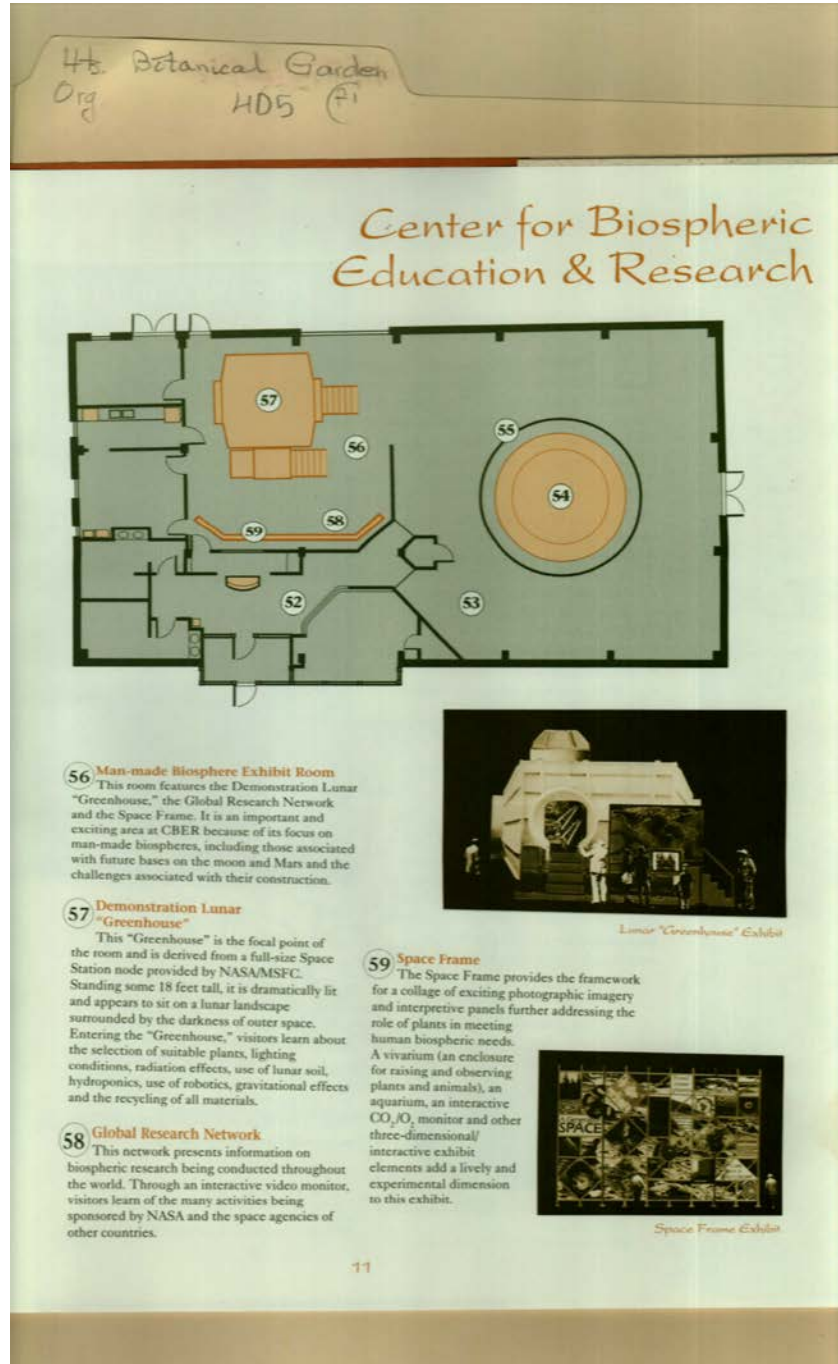 Hts. Botanical Garden
Org HD5
Center for Biospheric
Education & Research
57
56
55
54
59
58
52
53
56 Man-made Biosphere Exhibit Room
This room features the Demonstration Lunar
"Greenhouse," the Global Research Network
and the Space Frame. It is an important and
exciting area at CBER because of its focus on
man-made biospheres, including those associated
with future bases on the moon and Mars and the
challenges associated with their construction.
57 Demonstration Lunar
"Greenhouse"
This "Greenhouse" is the focal point of
the room and is derived from a full-size Space
Station node provided by NASA/MSFC.
Standing some 18 feet tall, it is dramatically lit
and appears to sit on a lunar landscape
surrounded by the darkness of outer space.
Entering the "Greenhouse," visitors learn about
the selection of suitable plants, lighting
conditions, radiation effects, use of lunar soil,
hydroponics, use of robotics, gravitational effects
and the recycling of all materials.
58 Global Research Network
This network presents information on
biospheric research being conducted throughout
the world. Through an interactive video monitor,
visitors learn of the many activities being
sponsored by NASA and the space agencies of
other countries.
Lunar "Greenhouse" Exhibit
59 Space Frame
The Space Frame provides the framework
for a collage of exciting photographic imagery
and interpretive panels further addressing the
role of plants in meeting
human biospheric needs.
A vivarium (an enclosure
for raising and observing
plants and animals), an
aquarium, an interactive
CO₂/O₂ monitor and other
three-dimensional/
interactive exhibit
elements add a lively and
experimental dimension
to this exhibit.
SPACE
Space Frame Exhibit
11